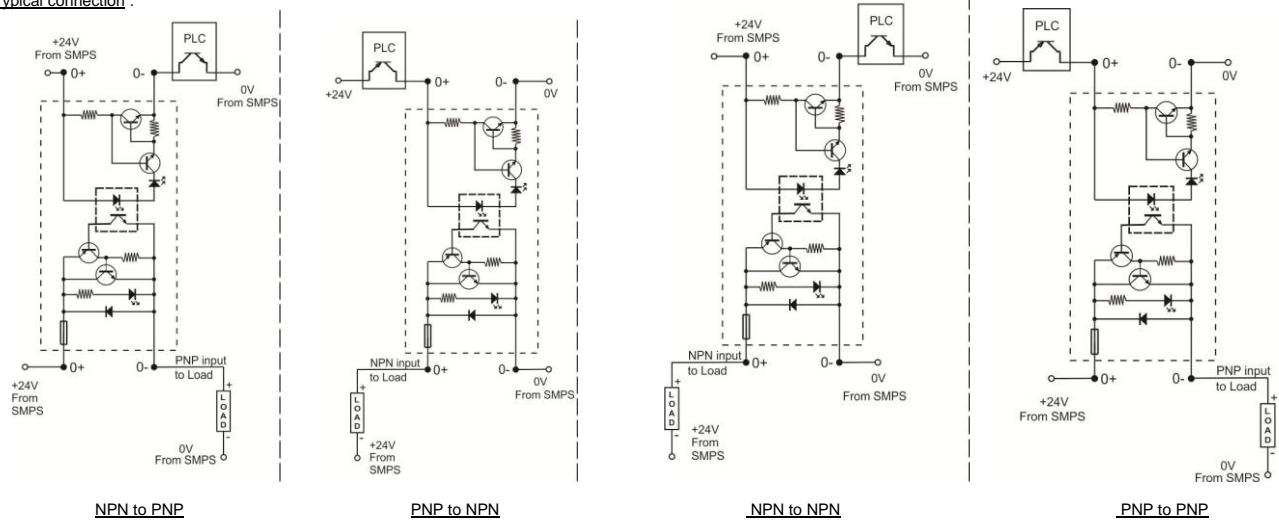 Typical connection :
+24V
From SMPS
0+
0-
PLC
0V
From SMPS
0+
0-
PNP input
to Load
+24V
From
SMPS
+
LOAD
-
0V
From SMPS
NPN to PNP
PLC
+24V
0+
0-
0V
NPN input
to Load
0+
0-
0V
From SMPS
+
LOAD
-
+24V
From
SMPS
PNP to NPN
+24V
From SMPS
0+
0-
PLC
0V
From SMPS
NPN input
to Load
0+
0-
0V
From SMPS
+
LOAD
-
+24V
From
SMPS
NPN to NPN
PLC
+24V
0+
0-
0V
0+
0-
PNP input
to Load
+24V
From SMPS
+
LOAD
-
0V
From SMPS
PNP to PNP